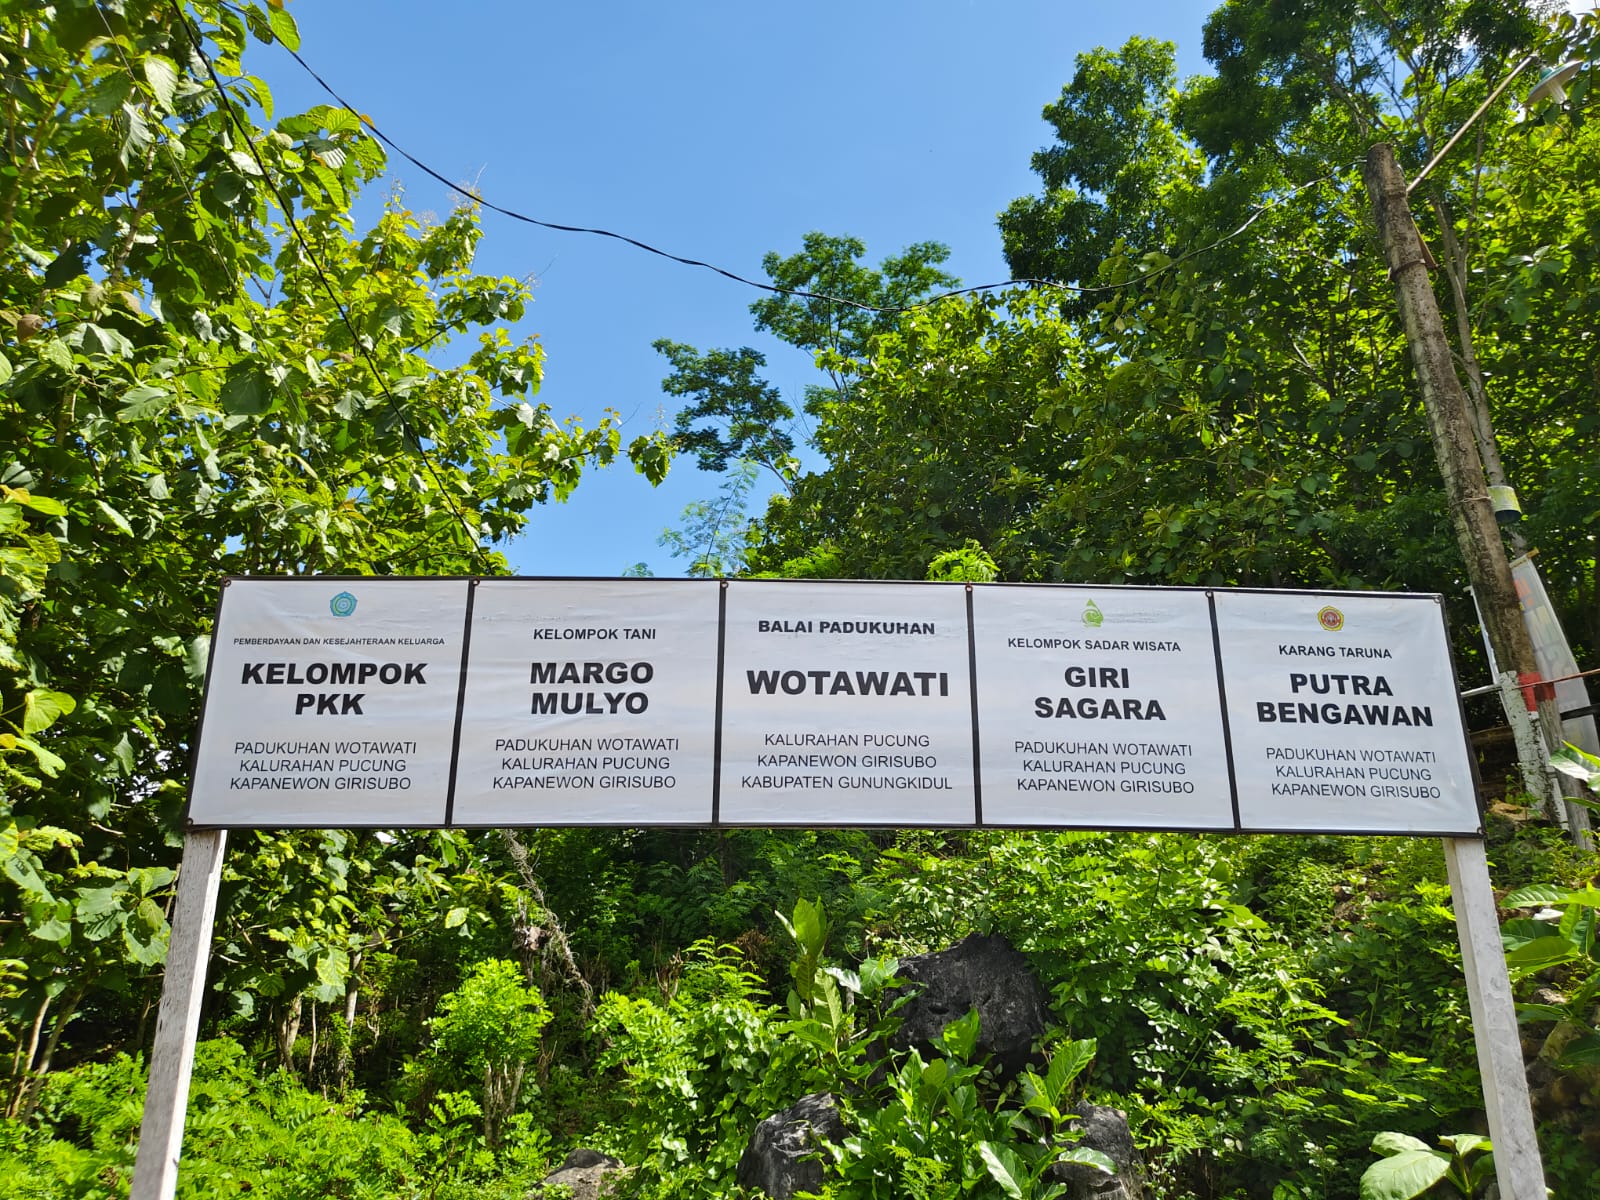 PEMBERDAYAAN DAN KESEJAHTERAAN KELUARGA
KELOMPOK
PKK
PADUKUHAN WOTAWATI
KALURAHAN PUCUNG
KAPANEWON GIRISUBO
KELOMPOK TANI
MARGO
MULYO
PADUKUHAN WOTAWATI
KALURAHAN PUCUNG
KAPANEWON GIRISUBO
BALAI PADUKUHAN
WOTAWATI
KALURAHAN PUCUNG
KAPANEWON GIRISUBO
KABUPATEN GUNUNGKIDUL
KELOMPOK SADAR WISATA
GIRI
SAGARA
PADUKUHAN WOTAWATI
KALURAHAN PUCUNG
KAPANEWON GIRISUBO
KARANG TARUNA
PUTRA
BENGAWAN
PADUKUHAN WOTAWATI
KALURAHAN PUCUNG
KAPANEWON GIRISUBO